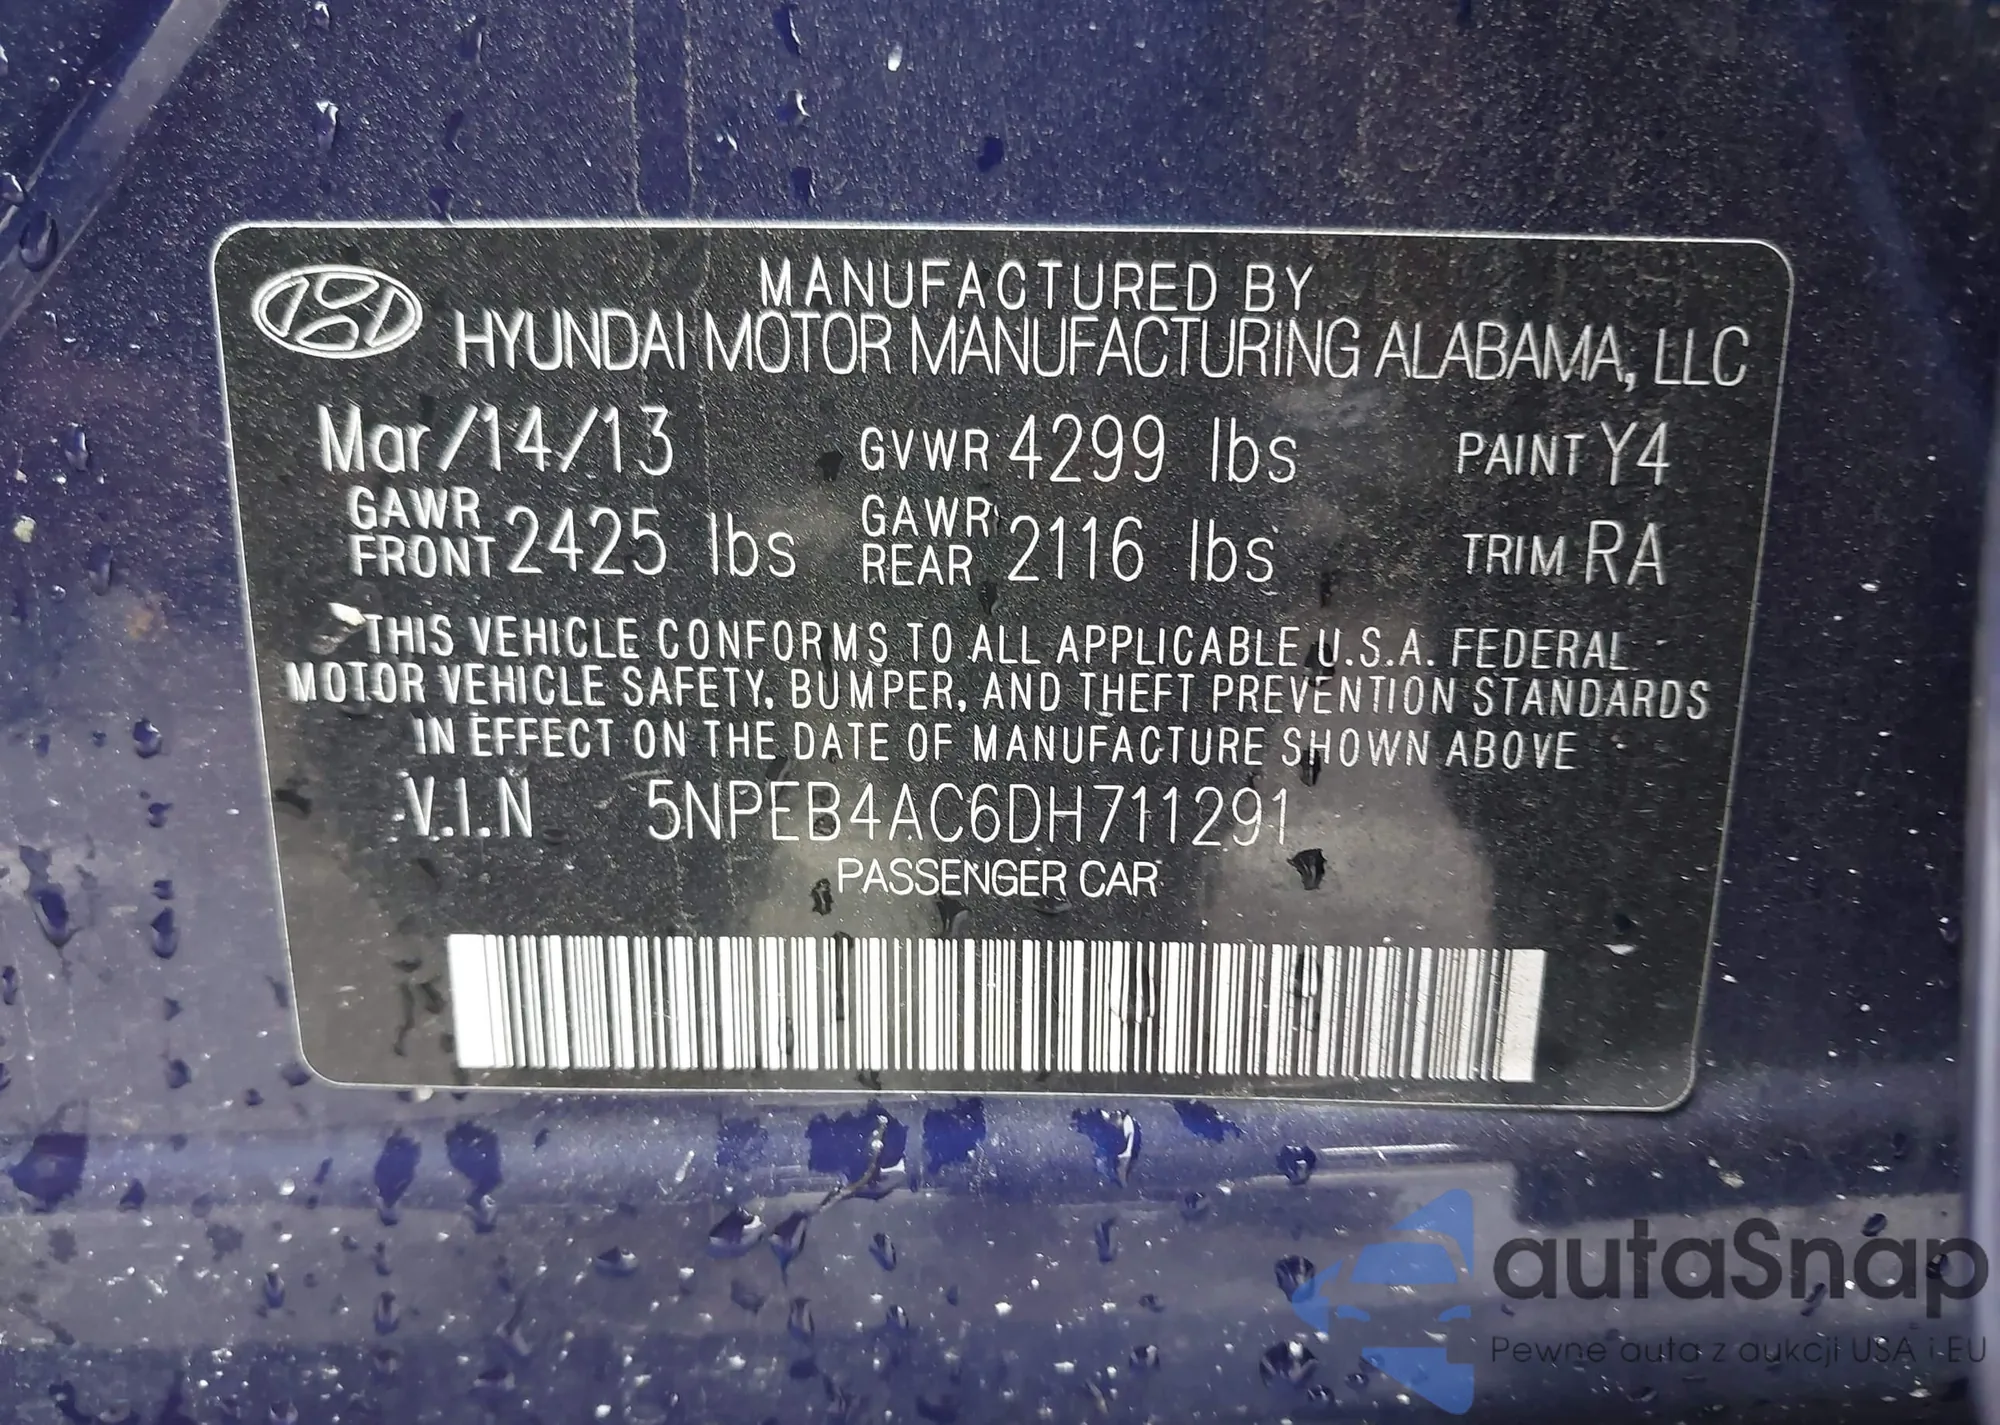 MANUFACTURED BY
HYUNDAI MOTOR MANUFACTURING ALABAMA, LLC
Mar/14/13 GVWR 4299 lbs PAINT Y4
GAWR FRONT 2425 lbs GAWR REAR 2116 lbs TRIM RA
THIS VEHICLE CONFORMS TO ALL APPLICABLE U.S.A. FEDERAL
MOTOR VEHICLE SAFETY, BUMPER, AND THEFT PREVENTION STANDARDS
IN EFFECT ON THE DATE OF MANUFACTURE SHOWN ABOVE
V.I.N 5NPEB4AC6DH711291
PASSENGER CAR
autaSnap
Pewne auta z aukcji USA i EU